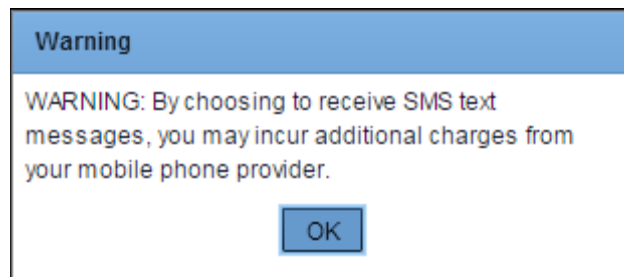 Warning
WARNING: By choosing to receive SMS text
messages, you may incur additional charges from
your mobile phone provider.
OK